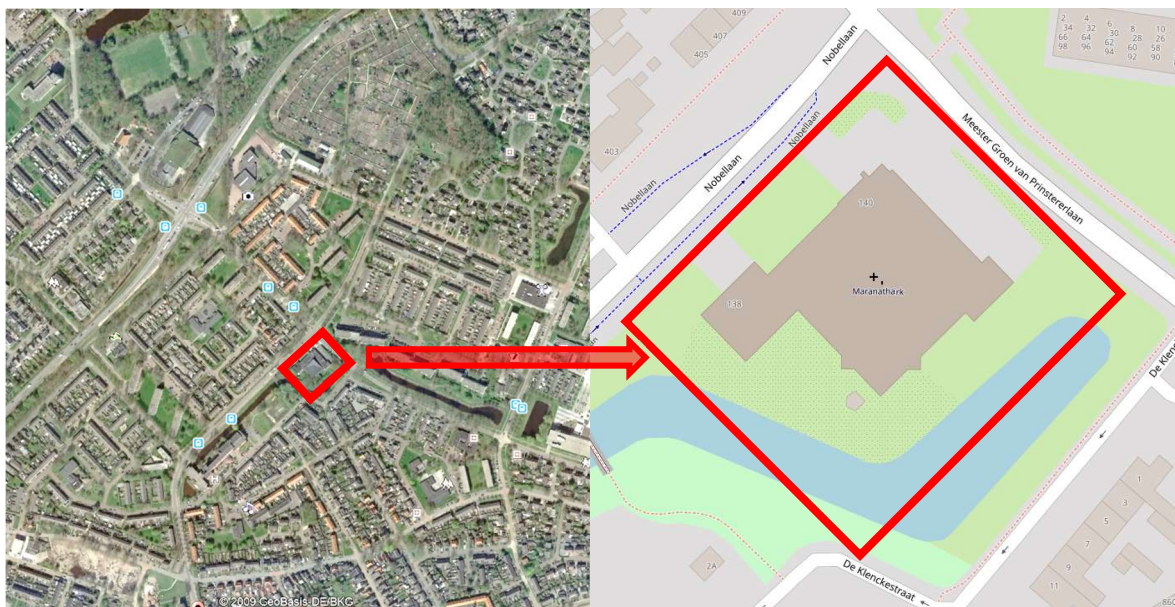 © 2009 GeoBasis-DE/BKG
409
407
405
403
Nobellaan
Nobellaan
Nobellaan
Nobellaan
Meester Groen van Prinstererlaan
2 4 6 8 10
34 32 30 28 26
66 64 62 60 58
98 96 94 92 90
140
138
Maranathark
De Klenckestraat
De Klenc
2A
1
3
5
7
9
11